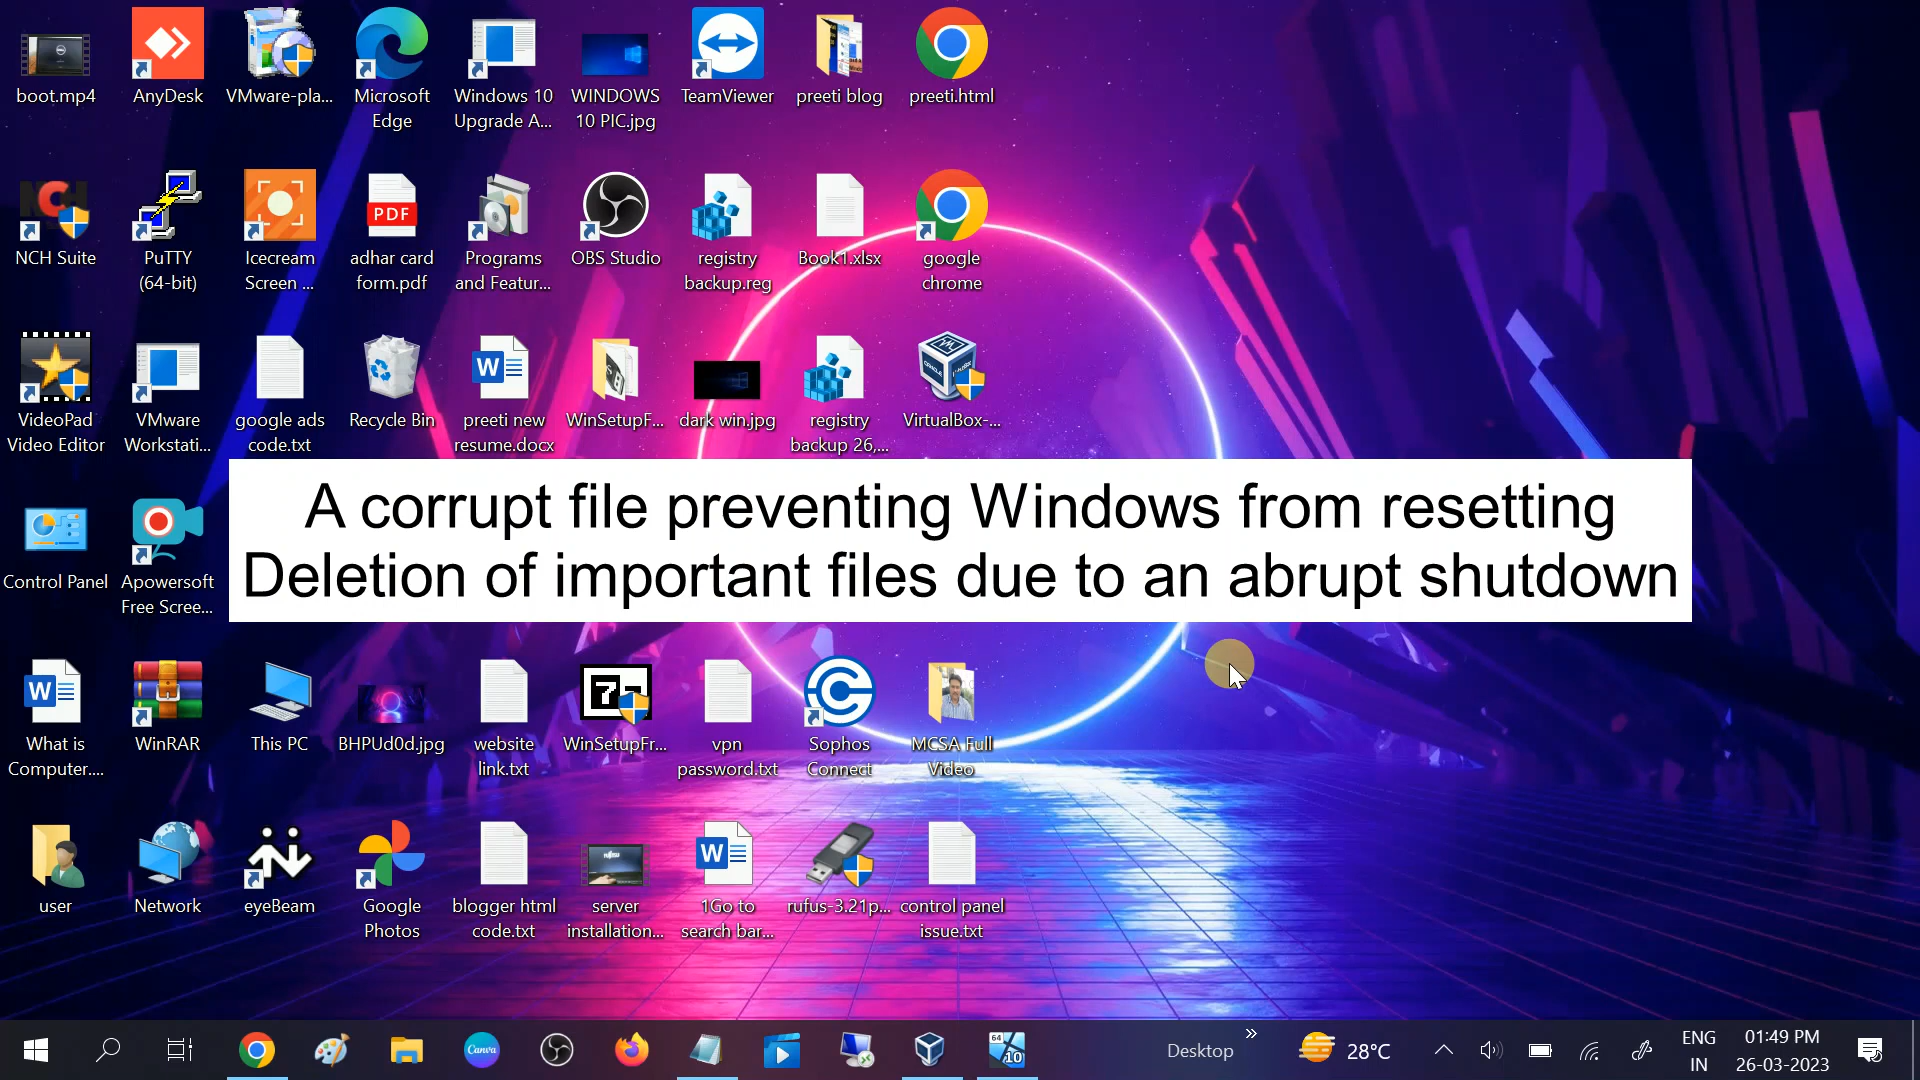 boot.mp4
AnyDesk
VMware-pla...
Microsoft
Edge
Windows 10
Upgrade A...
WINDOWS
10 PIC.jpg
TeamViewer
preeti blog
preeti.html
NCH Suite
PuTTY
(64-bit)
Icecream
Screen ...
PDF
adhar card
form.pdf
Programs
and Featur...
OBS Studio
registry
backup.reg
Book1.xlsx
google
chrome
VideoPad
Video Editor
VMware
Workstati...
google ads
code.txt
Recycle Bin
preeti new
resume.docx
WinSetupF...
dark win.jpg
registry
backup 26,...
VirtualBox-...
A corrupt file preventing Windows from resetting
Deletion of important files due to an abrupt shutdown
Control Panel
Apowersoft
Free Scree...
What is
Computer....
WinRAR
This PC
BHPUd0d.jpg
website
link.txt
WinSetupFr...
vpn
password.txt
Sophos
Connect
MCSA Full
Video
user
Network
eyeBeam
Google
Photos
blogger html
code.txt
server
installation...
1Go to
search bar...
rufus-3.21p...
control panel
issue.txt
Canva
64
10
Desktop
28°C
ENG
IN
01:49 PM
26-03-2023